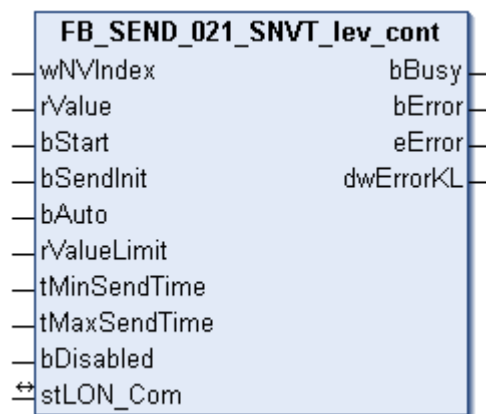 FB_SEND_021_SNVT_lev_cont
wNVIndex bBusy
rValue bError
bStart eError
bSendInit dwErrorKL
bAuto
rValueLimit
tMinSendTime
tMaxSendTime
bDisabled
stLON_Com